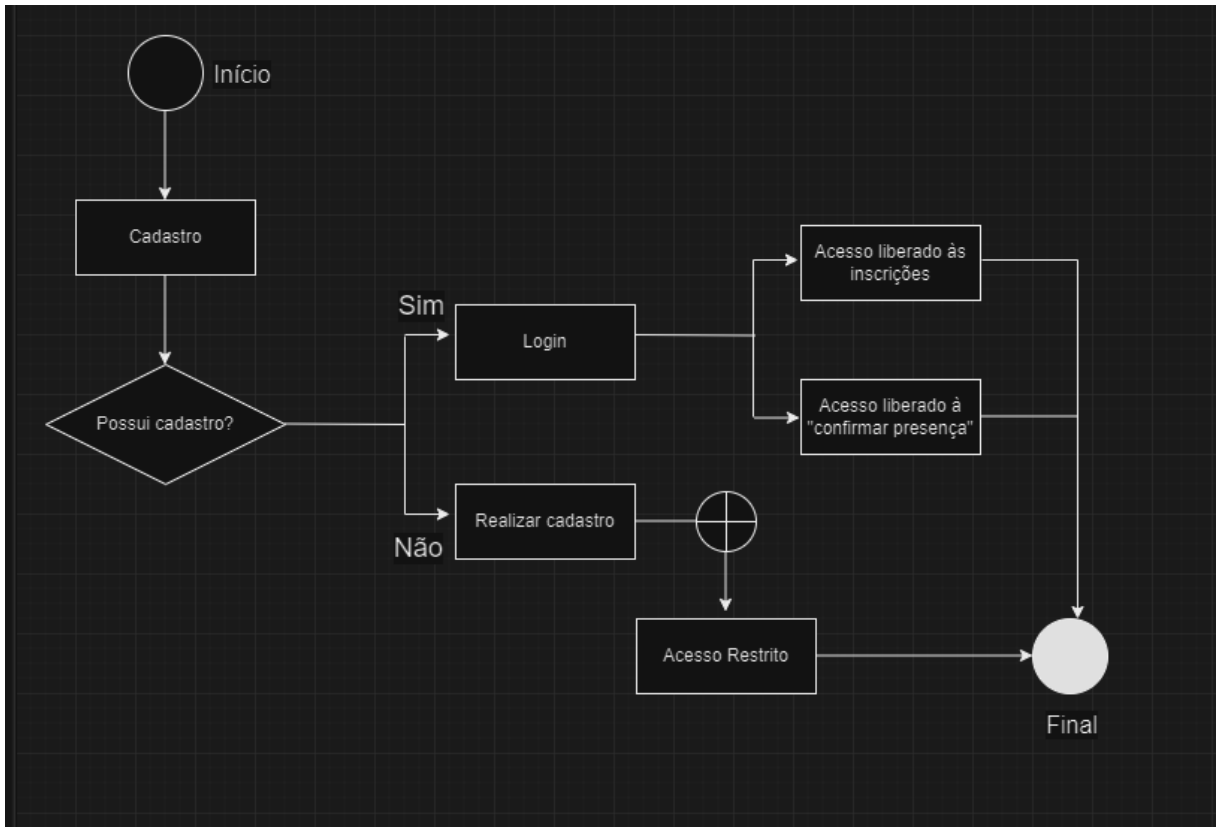 Início
Cadastro
Possui cadastro?
Sim
Login
Acesso liberado às
inscrições
Acesso liberado à
"confirmar presença"
Não
Realizar cadastro
Acesso Restrito
Final